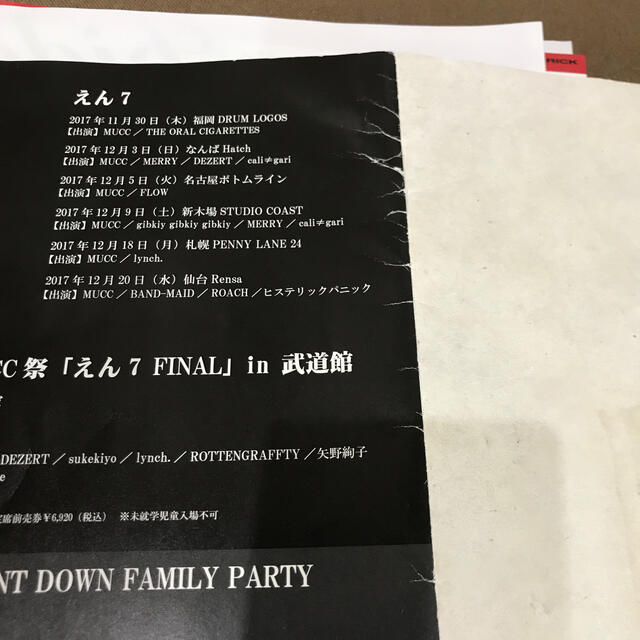 RICK
えん7
2017年11月30日（木）福岡 DRUM LOGOS
【出演】MUCC／THE ORAL CIGARETTES
2017年12月3日（日）なんば Hatch
【出演】MUCC／MERRY／DEZERT／cali≠gari
2017年12月5日（火）名古屋ボトムライン
【出演】MUCC／FLOW
2017年12月9日（土）新木場 STUDIO COAST
【出演】MUCC／gibkiy gibkiy gibkiy／MERRY／cali≠gari
2017年12月18日（月）札幌 PENNY LANE 24
【出演】MUCC／lynch.
2017年12月20日（水）仙台 Rensa
【出演】MUCC／BAND-MAID／ROACH／ヒステリックパニック
CC祭「えん7 FINAL」in 武道館
DEZERT／sukekiyo／lynch.／ROTTENGRAFFTY／矢野絢子
e
席前売券¥6,920（税込） ※未就学児童入場不可
NT DOWN FAMILY PARTY